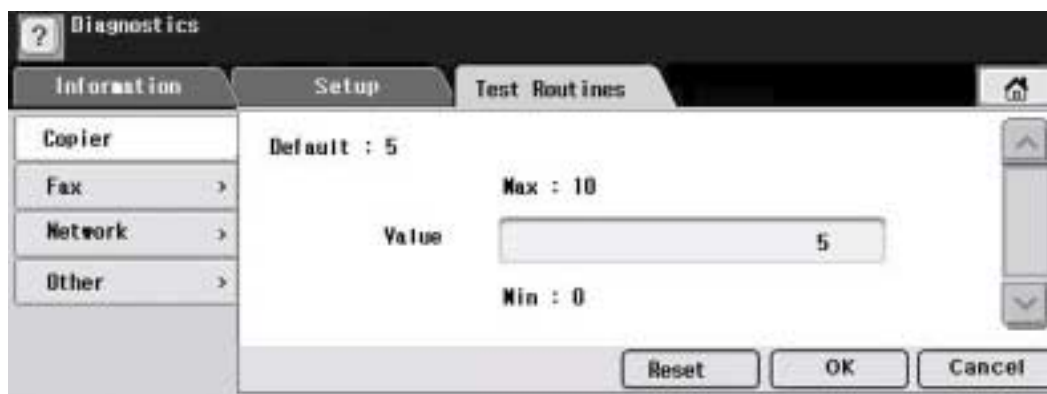 ? Diagnostics
Information Setup Test Routines
Copier
Fax >
Network >
Other >
Default : 5
Max : 10
Value 5
Min : 0
Reset OK Cancel